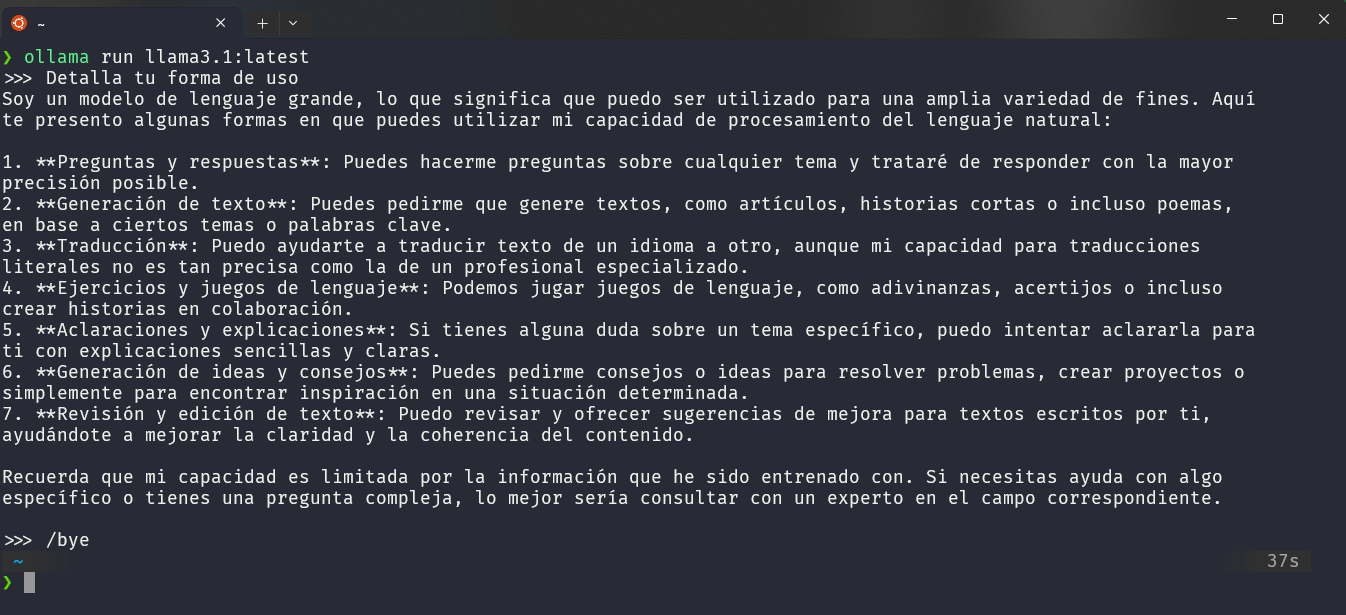 ~
❯ ollama run llama3.1:latest
>>> Detalla tu forma de uso
Soy un modelo de lenguaje grande, lo que significa que puedo ser utilizado para una amplia variedad de fines. Aquí
te presento algunas formas en que puedes utilizar mi capacidad de procesamiento del lenguaje natural:
1. **Preguntas y respuestas**: Puedes hacerme preguntas sobre cualquier tema y trataré de responder con la mayor
precisión posible.
2. **Generación de texto**: Puedes pedirme que genere textos, como artículos, historias cortas o incluso poemas,
en base a ciertos temas o palabras clave.
3. **Traducción**: Puedo ayudarte a traducir texto de un idioma a otro, aunque mi capacidad para traducciones
literales no es tan precisa como la de un profesional especializado.
4. **Ejercicios y juegos de lenguaje**: Podemos jugar juegos de lenguaje, como adivinanzas, acertijos o incluso
crear historias en colaboración.
5. **Aclaraciones y explicaciones**: Si tienes alguna duda sobre un tema específico, puedo intentar aclararla para
ti con explicaciones sencillas y claras.
6. **Generación de ideas y consejos**: Puedes pedirme consejos o ideas para resolver problemas, crear proyectos o
simplemente para encontrar inspiración en una situación determinada.
7. **Revisión y edición de texto**: Puedo revisar y ofrecer sugerencias de mejora para textos escritos por ti,
ayudándote a mejorar la claridad y la coherencia del contenido.
Recuerda que mi capacidad es limitada por la información que he sido entrenado con. Si necesitas ayuda con algo
específico o tienes una pregunta compleja, lo mejor sería consultar con un experto en el campo correspondiente.
>>> /bye
~ 37s
❯